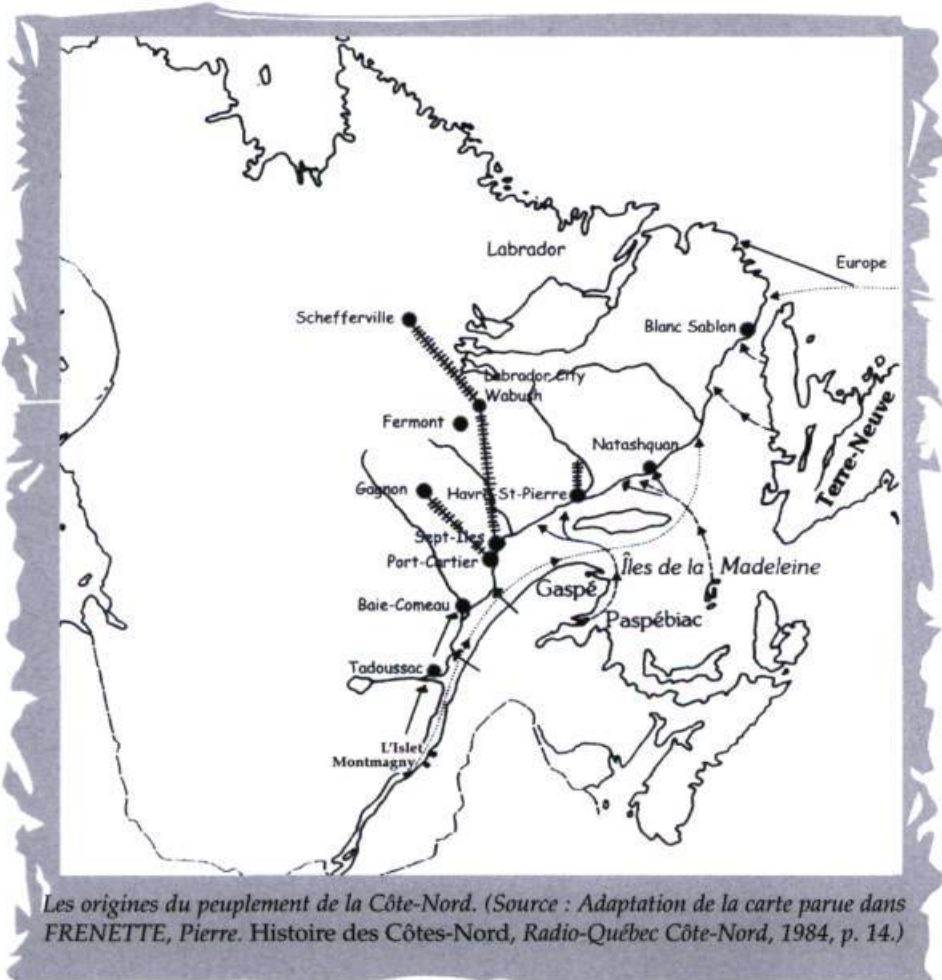 Labrador
Europe
Schefferville
Blanc Sablon
Labrador City
Wabush
Fermont
Natashquan
Terre-Neuve
Gagnon
Havre-St-Pierre
Sept-Iles
Port-Cartier
Îles de la Madeleine
Gaspé
Baie-Comeau
Paspébiac
Tadoussac
L'Islet
Montmagny
Les origines du peuplement de la Côte-Nord. (Source : Adaptation de la carte parue dans
FRENETTE, Pierre. Histoire des Côtes-Nord, Radio-Québec Côte-Nord, 1984, p. 14.)